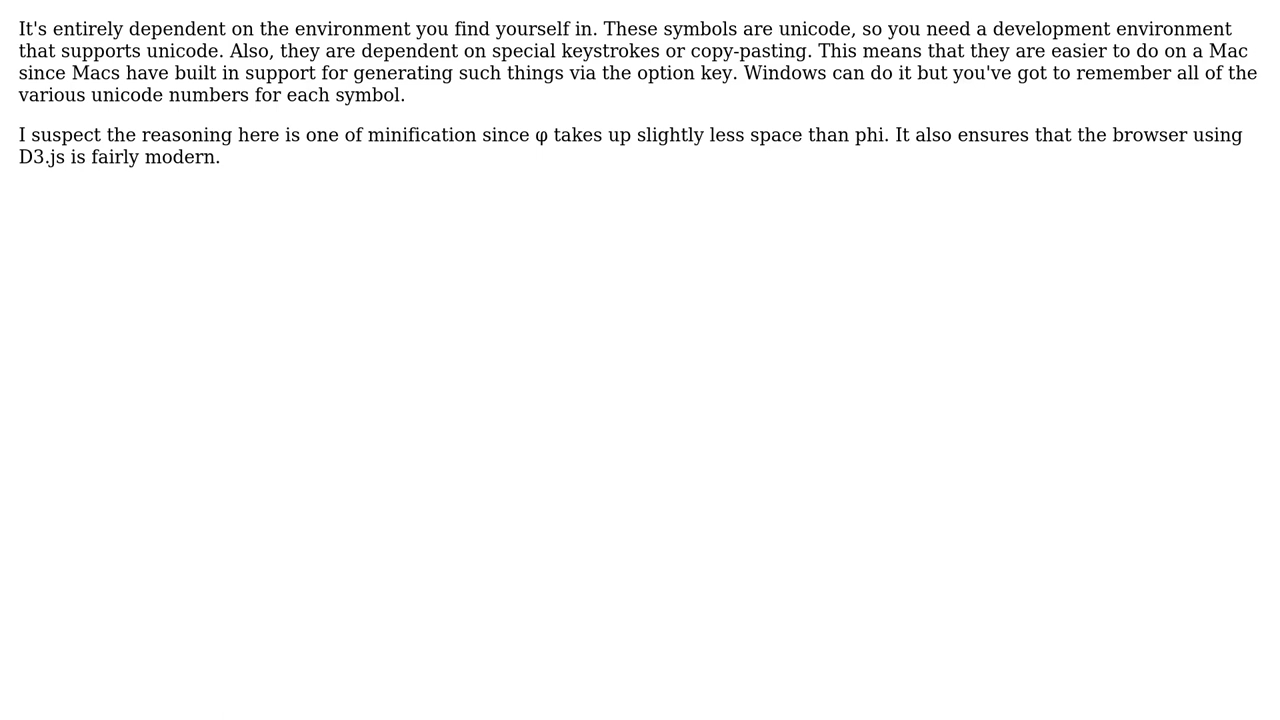 It's entirely dependent on the environment you find yourself in. These symbols are unicode, so you need a development environment
that supports unicode. Also, they are dependent on special keystrokes or copy-pasting. This means that they are easier to do on a Mac
since Macs have built in support for generating such things via the option key. Windows can do it but you've got to remember all of the
various unicode numbers for each symbol.
I suspect the reasoning here is one of minification since φ takes up slightly less space than phi. It also ensures that the browser using
D3.js is fairly modern.